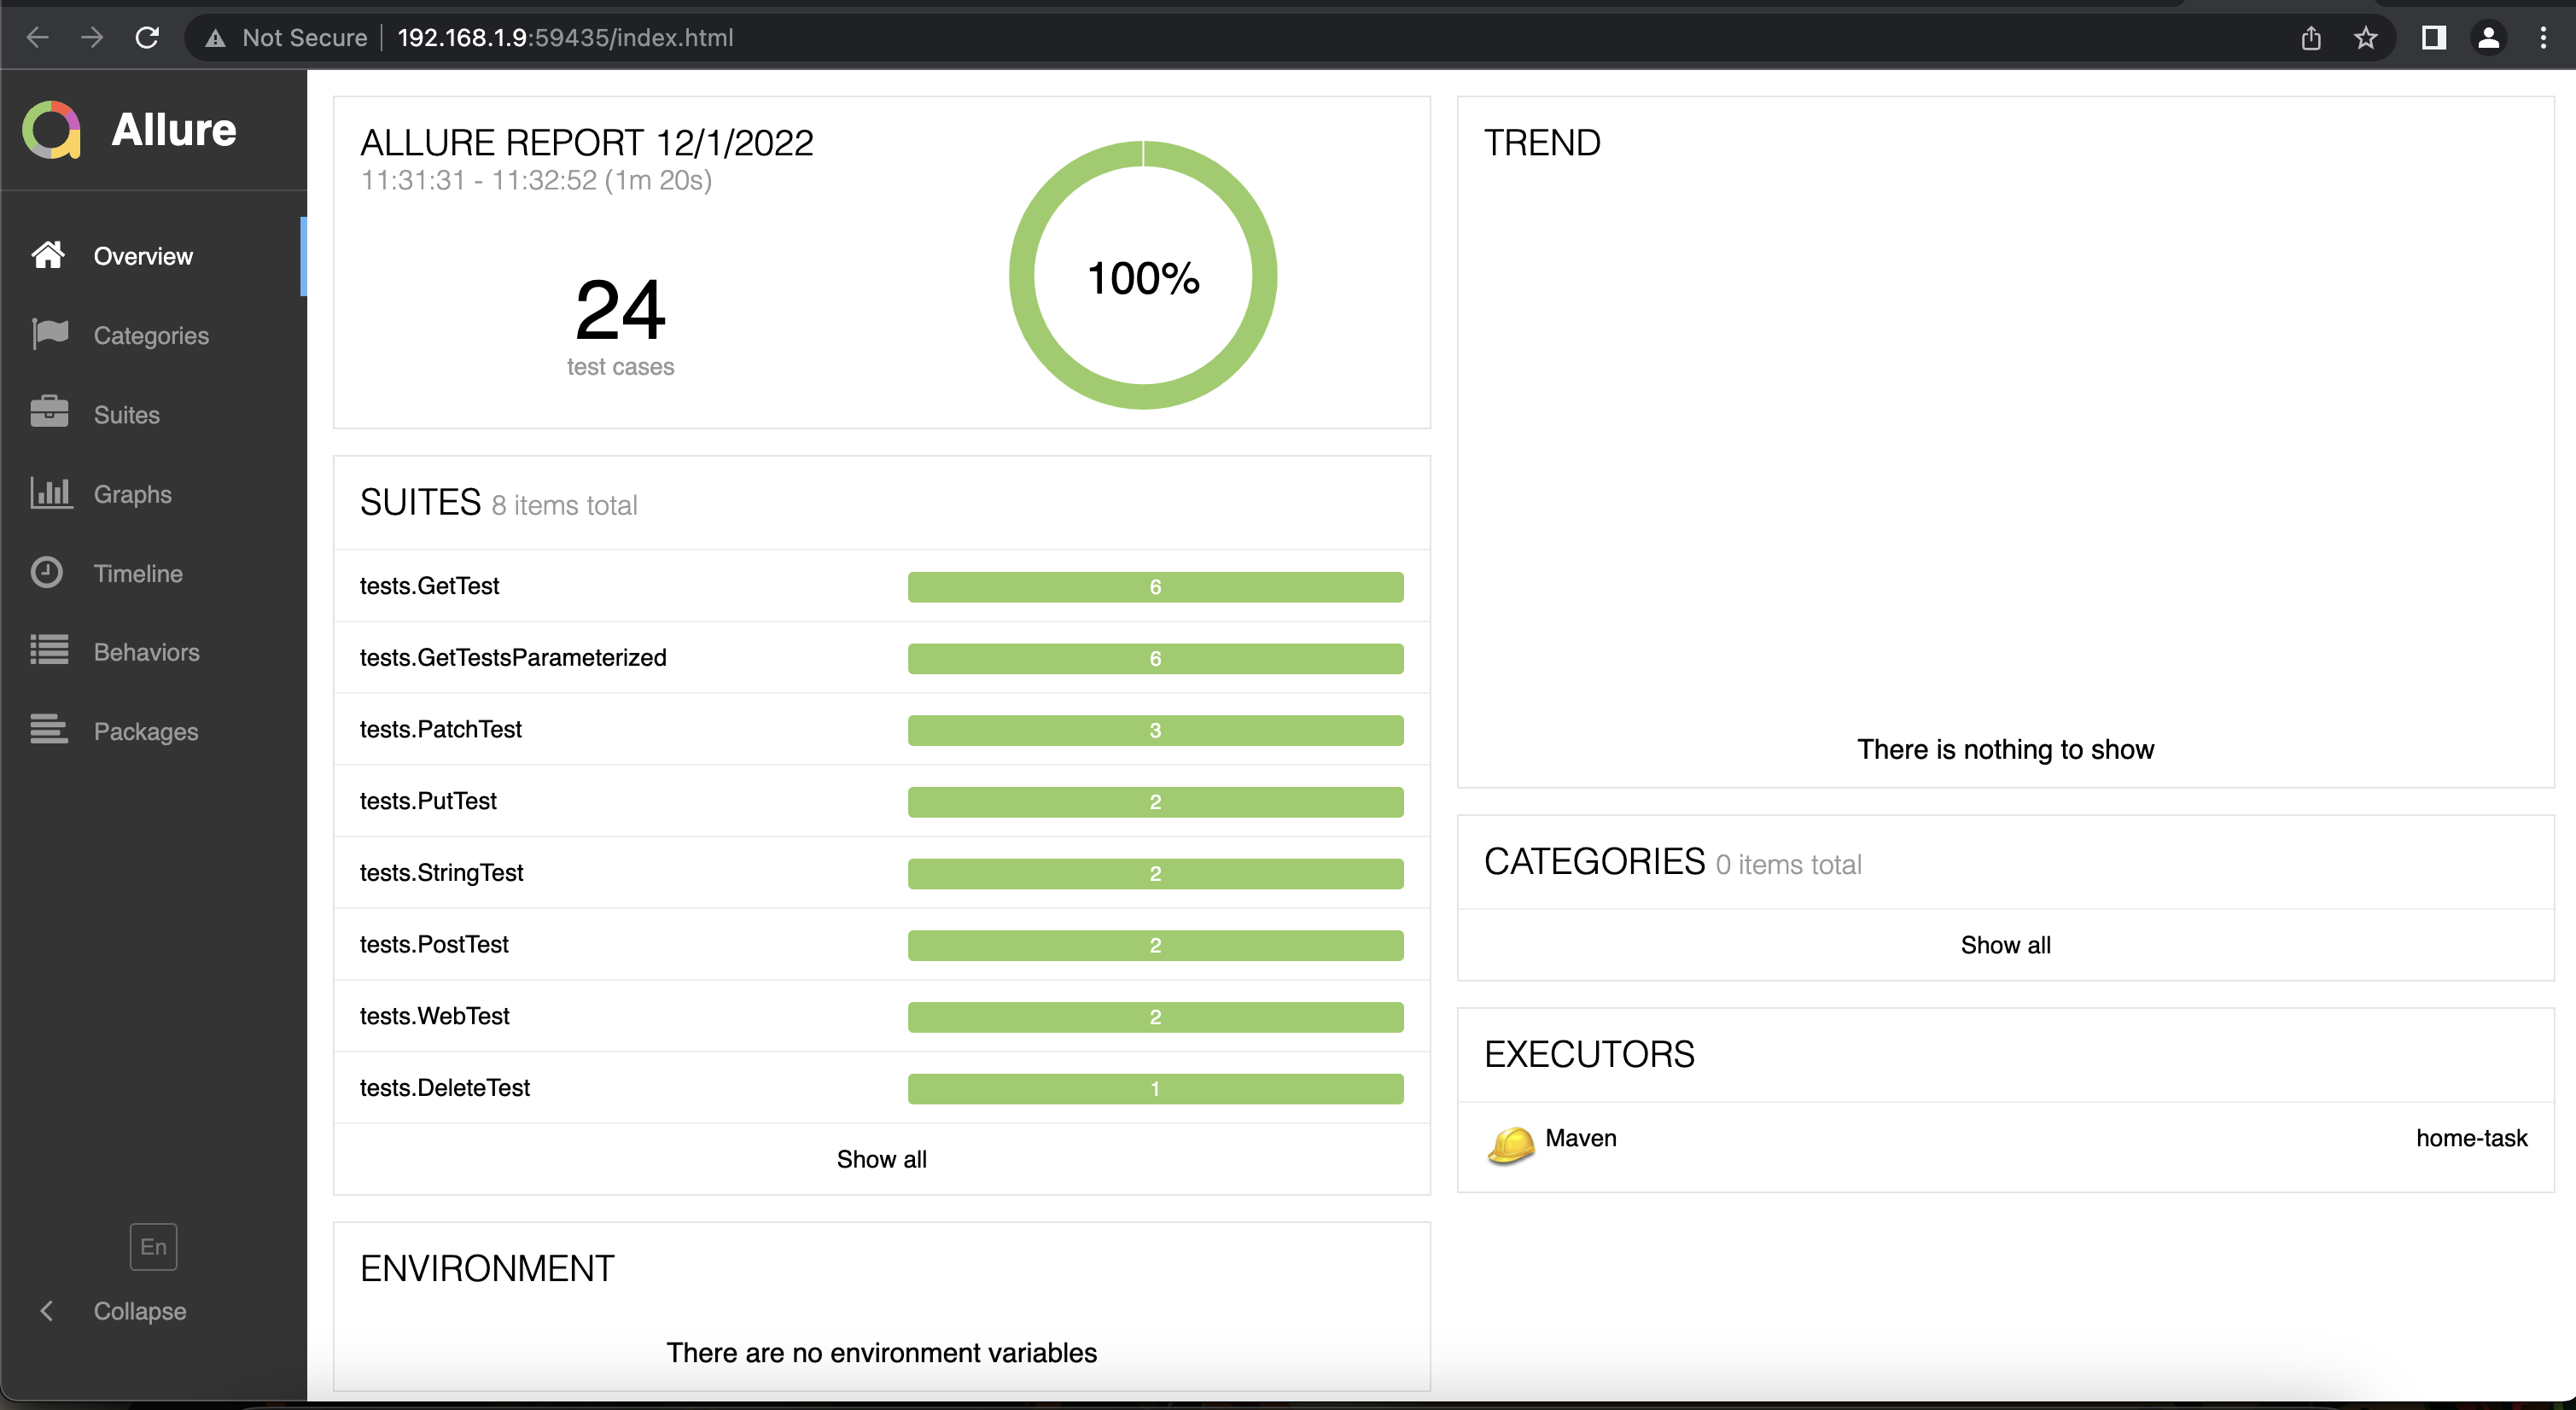 Not Secure | 192.168.1.9:59435/index.html
Allure
Overview
Categories
Suites
Graphs
Timeline
Behaviors
Packages
En
Collapse
ALLURE REPORT 12/1/2022
11:31:31 - 11:32:52 (1m 20s)
24
test cases
100%
SUITES 8 items total
tests.GetTest 6
tests.GetTestsParameterized 6
tests.PatchTest 3
tests.PutTest 2
tests.StringTest 2
tests.PostTest 2
tests.WebTest 2
tests.DeleteTest 1
Show all
ENVIRONMENT
There are no environment variables
TREND
There is nothing to show
CATEGORIES 0 items total
Show all
EXECUTORS
Maven home-task